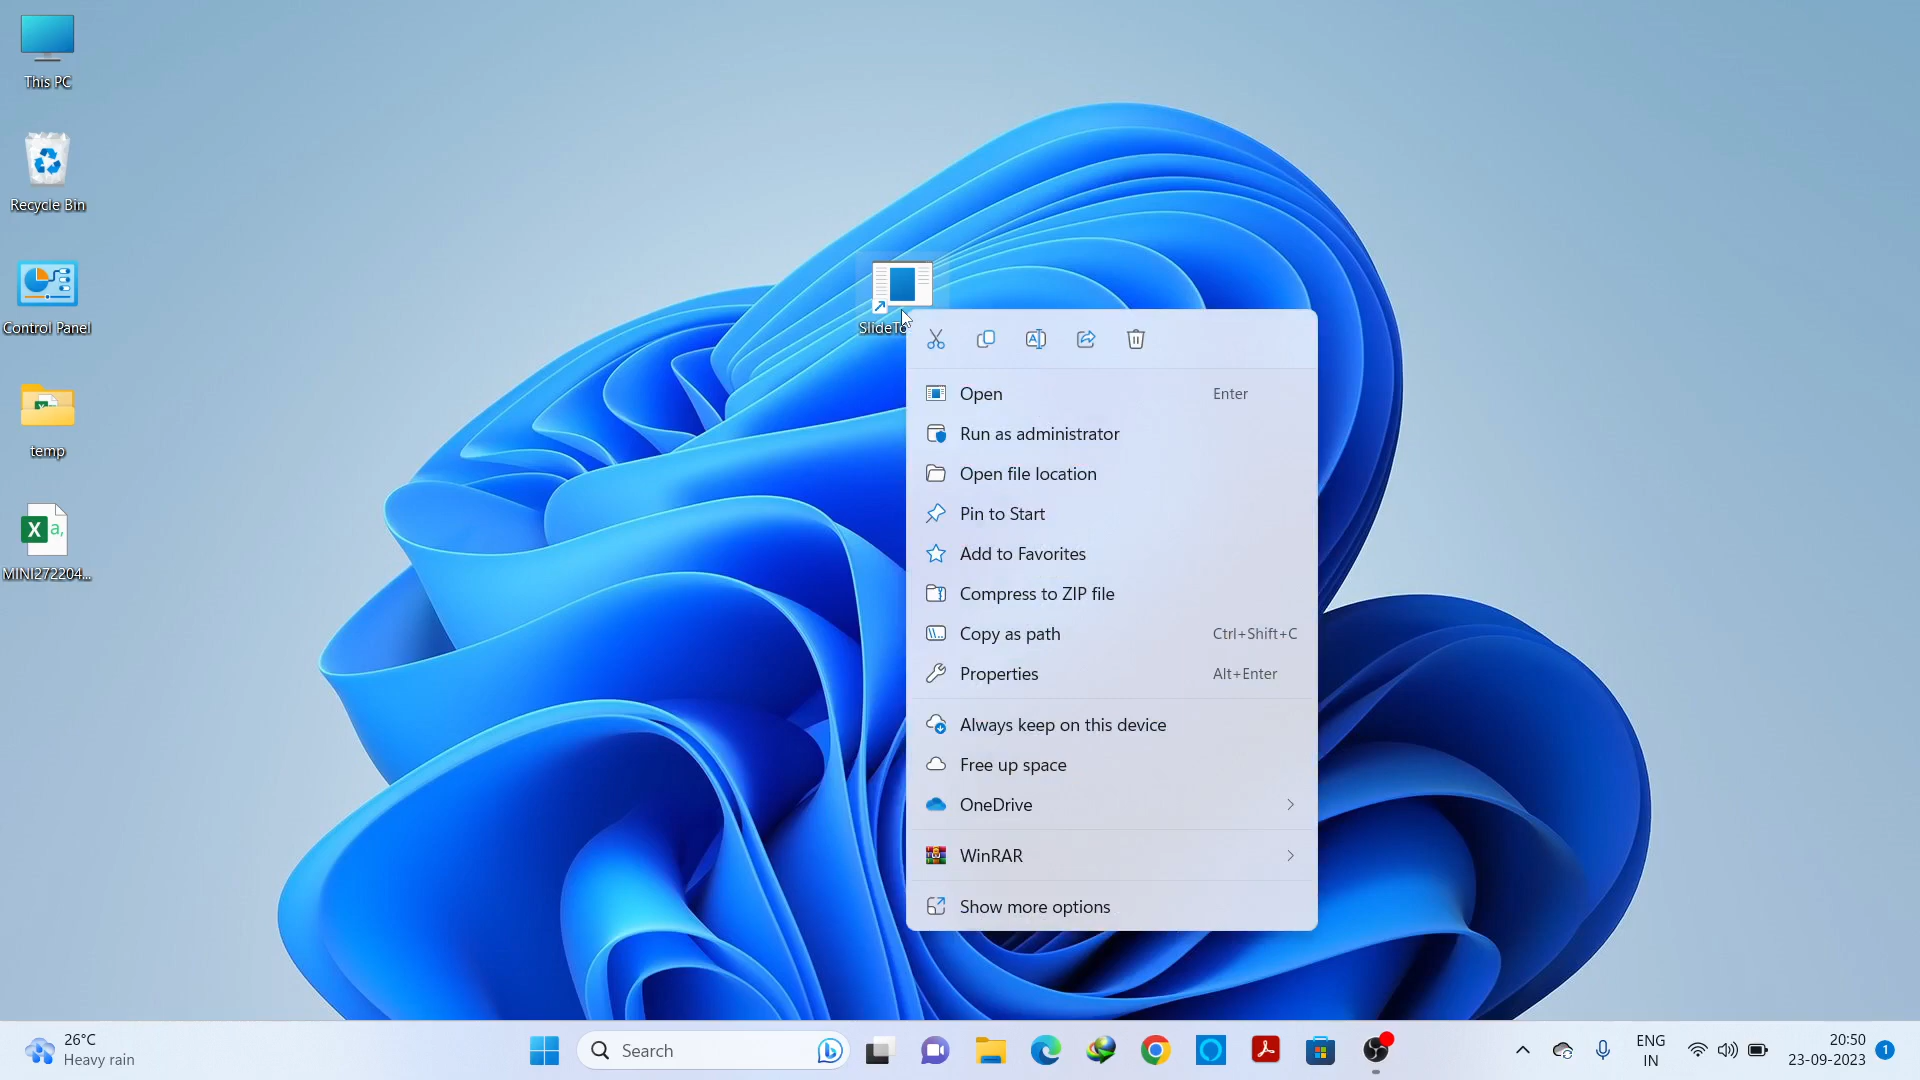 This PC
Recycle Bin
Control Panel
temp
MINI272204...
Open Enter
Run as administrator
Open file location
Pin to Start
Add to Favorites
Compress to ZIP file
Copy as path Ctrl+Shift+C
Properties Alt+Enter
Always keep on this device
Free up space
OneDrive
WinRAR
Show more options
26°C
Heavy rain
Search
ENG
IN
20:50
23-09-2023
1